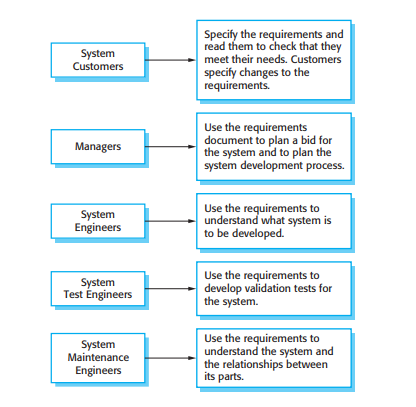 System
Customers
Specify the requirements and
read them to check that they
meet their needs. Customers
specify changes to the
requirements.
Managers
Use the requirements
document to plan a bid for
the system and to plan the
system development process.
System
Engineers
Use the requirements to
understand what system is
to be developed.
System
Test Engineers
Use the requirements to
develop validation tests for
the system.
System
Maintenance
Engineers
Use the requirements to
understand the system and
the relationships between
its parts.